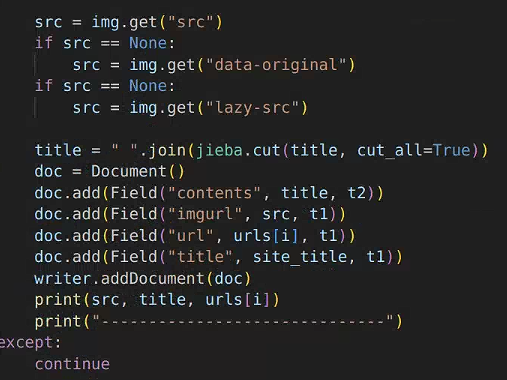 src = img.get("src")
if src == None:
    src = img.get("data-original")
if src == None:
    src = img.get("lazy-src")

title = " ".join(jieba.cut(title, cut_all=True))
doc = Document()
doc.add(Field("contents", title, t2))
doc.add(Field("imgurl", src, t1))
doc.add(Field("url", urls[i], t1))
doc.add(Field("title", site_title, t1))
writer.addDocument(doc)
print(src, title, urls[i])
print("------------------------------")
except:
    continue